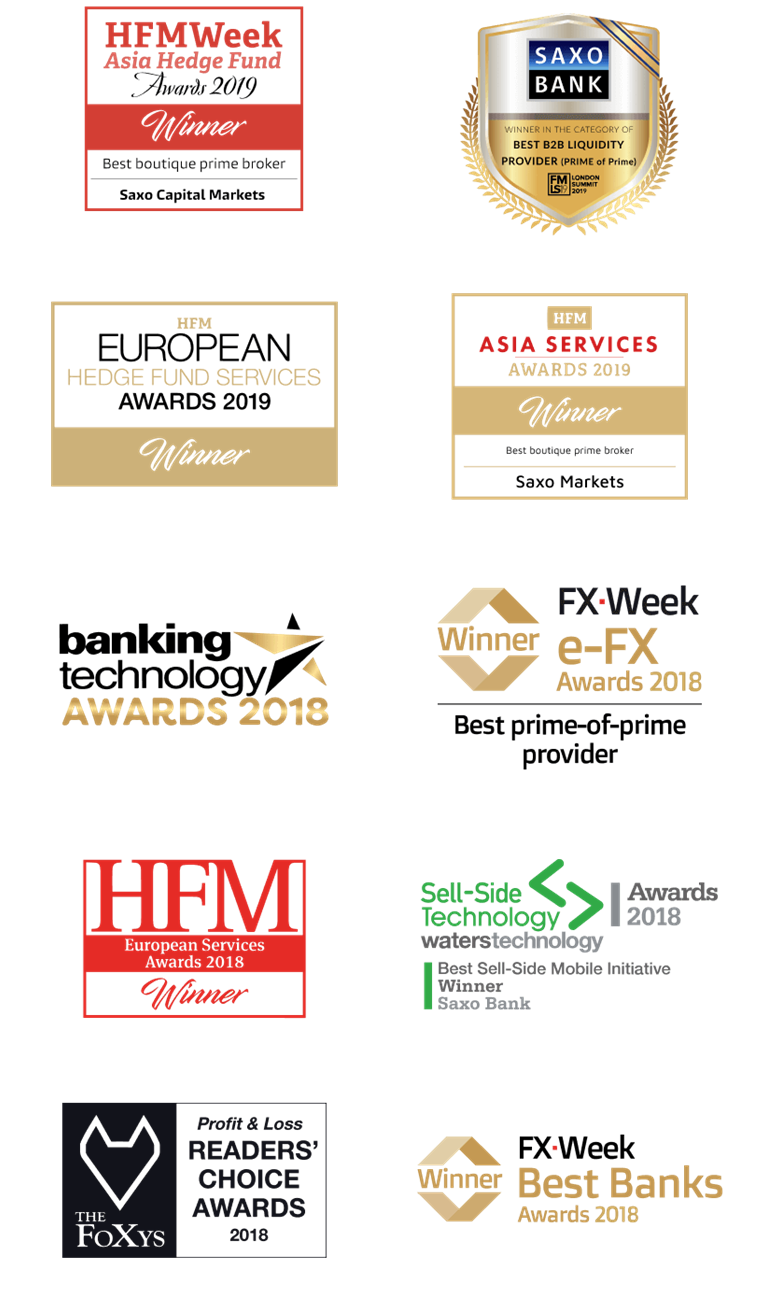 HFMWeek
Asia Hedge Fund
Awards 2019
Winner
Best boutique prime broker
Saxo Capital Markets
SAXO
BANK
WINNER IN THE CATEGORY OF
BEST B2B LIQUIDITY
PROVIDER (PRIME of Prime)
FM
LS19
LONDON
SUMMIT
2019
HFM
EUROPEAN
HEDGE FUND SERVICES
AWARDS 2019
Winner
HFM
ASIA SERVICES
AWARDS 2019
Winner
Best boutique prime broker
Saxo Markets
banking
technology
AWARDS 2018
Winner
FX·Week
e-FX
Awards 2018
Best prime-of-prime
provider
HFM
European Services
Awards 2018
Winner
Sell-Side
Technology
waterstechnology
Awards
2018
Best Sell-Side Mobile Initiative
Winner
Saxo Bank
THE
FOXYS
Profit & Loss
READERS'
CHOICE
AWARDS
2018
Winner
FX·Week
Best Banks
Awards 2018